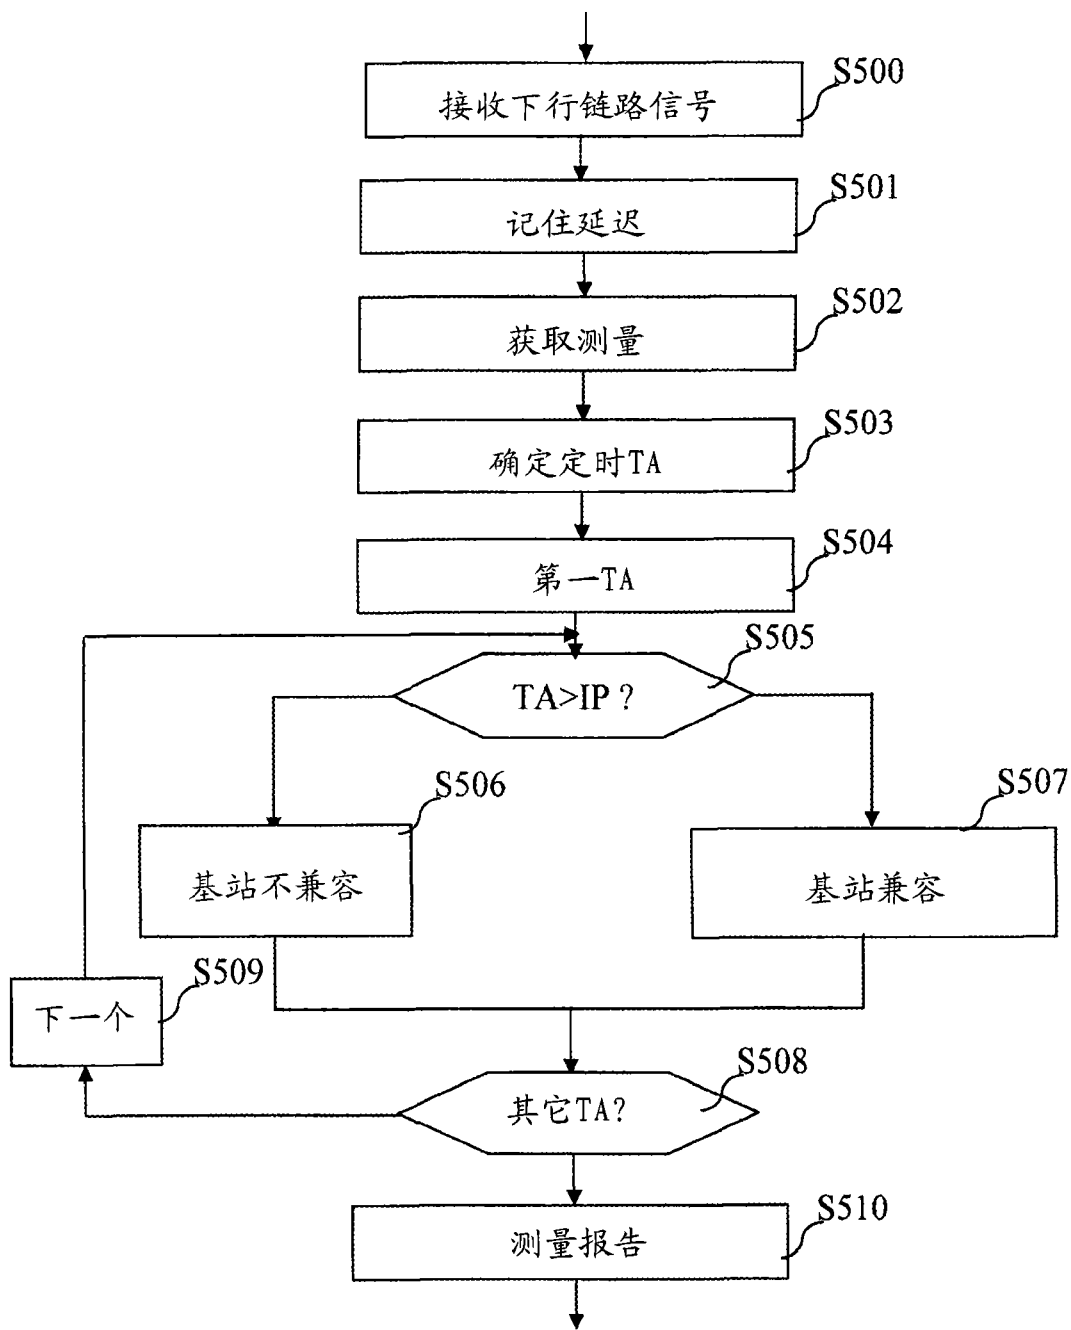 S500
接收下行链路信号
S501
记住延迟
S502
获取测量
S503
确定定时TA
S504
第一TA
S505
TA>IP？
S506
基站不兼容
S507
基站兼容
S509
下一个
S508
其它TA?
S510
测量报告